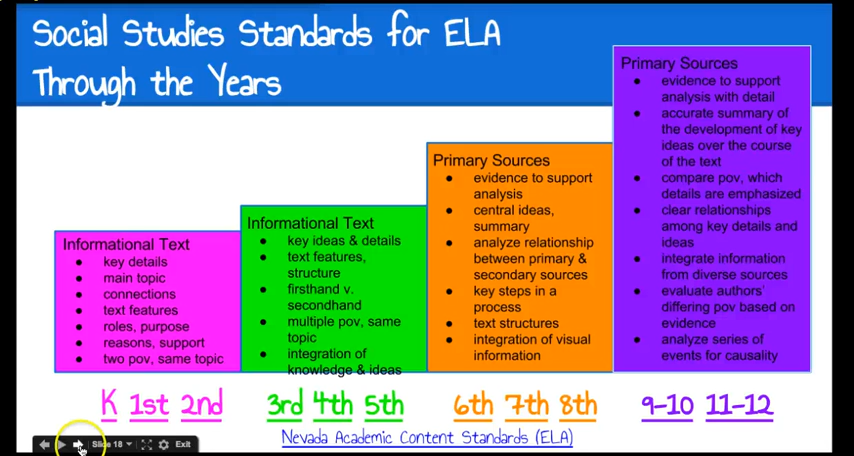 Social Studies Standards for ELA
Through the Years
Informational Text
● key details
● main topic
● connections
● text features
● roles, purpose
● reasons, support
● two pov, same topic
Informational Text
● key ideas & details
● text features,
structure
● firsthand v.
secondhand
● multiple pov, same
topic
● integration of
knowledge & ideas
Primary Sources
● evidence to support
analysis
● central ideas,
summary
● analyze relationship
between primary &
secondary sources
● key steps in a
process
● text structures
● integration of visual
information
Primary Sources
● evidence to support
analysis with detail
● accurate summary of
the development of key
ideas over the course
of the text
● compare pov, which
details are emphasized
● clear relationships
among key details and
ideas
● integrate information
from diverse sources
● evaluate authors'
differing pov based on
evidence
● analyze series of
events for causality
K 1st 2nd
3rd 4th 5th
6th 7th 8th
9-10 11-12
Nevada Academic Content Standards (ELA)
Slide 18
Exit